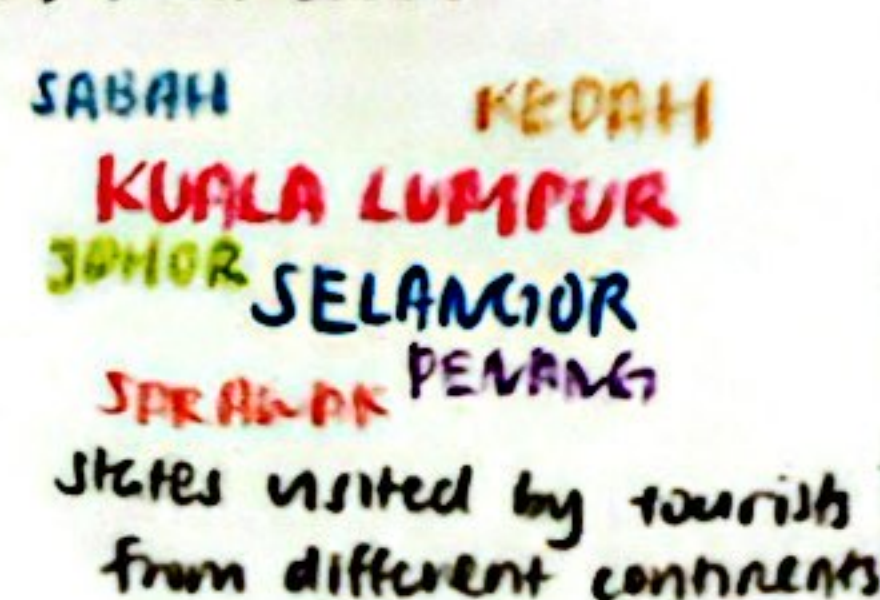 SABAH KEDAH
KUALA LUMPUR
JOHOR SELANGOR
SARAWAK PENANG
states visited by tourists
from different continents